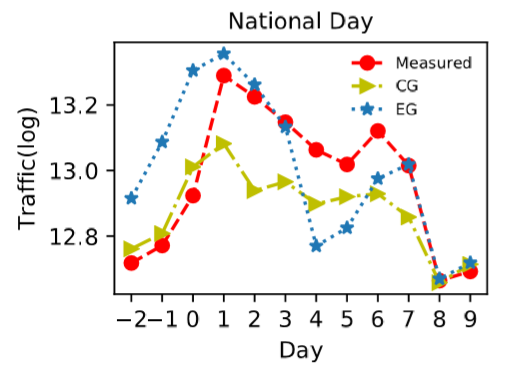 National Day
Measured
CG
EG
Traffic(log)
13.2
13.0
12.8
−2 −1 0 1 2 3 4 5 6 7 8 9
Day